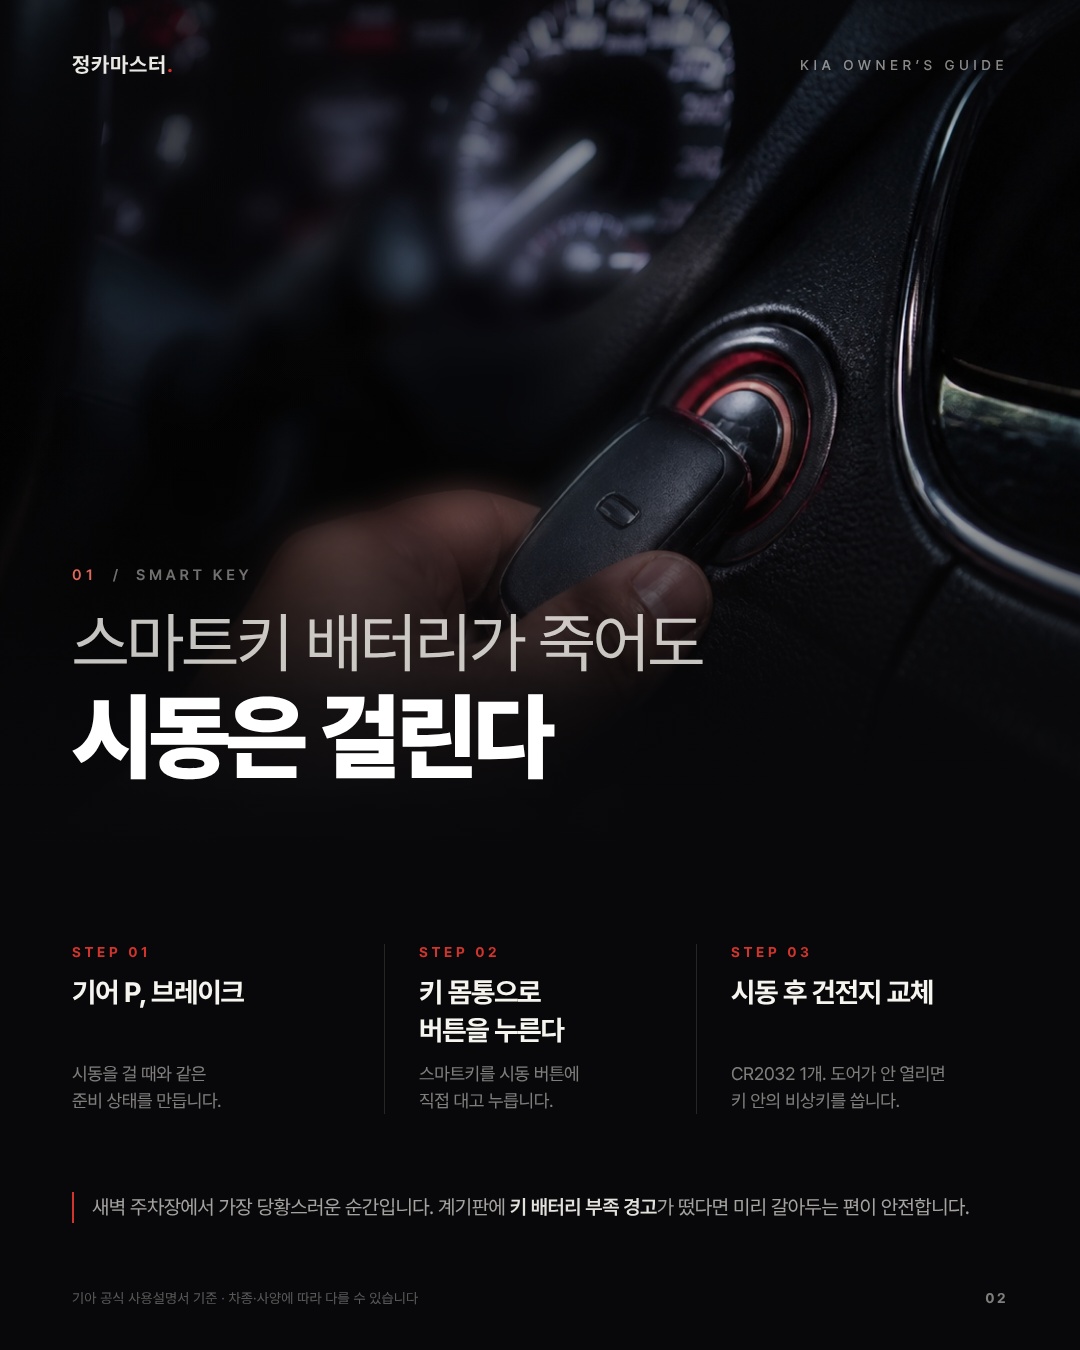 정카마스터.
KIA OWNER’S GUIDE
01 / SMART KEY
스마트키 배터리가 죽어도
시동은 걸린다
STEP 01
기어 P, 브레이크
시동을 걸 때와 같은
준비 상태를 만듭니다.
STEP 02
키 몸통으로
버튼을 누른다
스마트키를 시동 버튼에
직접 대고 누릅니다.
STEP 03
시동 후 건전지 교체
CR2032 1개. 도어가 안 열리면
키 안의 비상키를 씁니다.
새벽 주차장에서 가장 당황스러운 순간입니다. 계기판에 키 배터리 부족 경고가 떴다면 미리 갈아두는 편이 안전합니다.
기아 공식 사용설명서 기준 · 차종·사양에 따라 다를 수 있습니다
02